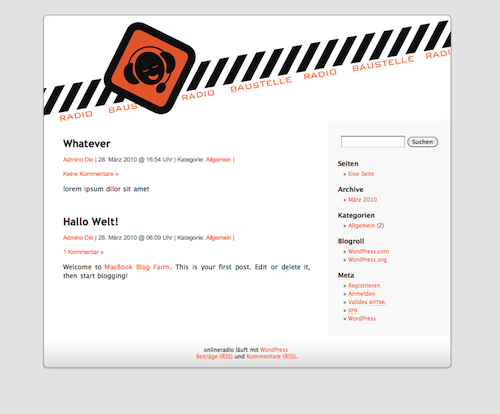 RADIO BAUSTELLE RADIO BAUSTELLE RADIO BAUSTELLE RADIO
Whatever
Admino Dio | 28. März 2010 @ 16:54 Uhr | Kategorie: Allgemein |
Keine Kommentare »
lorem ipsum dilor sit amet
Hallo Welt!
Admino Dio | 28. März 2010 @ 06:09 Uhr | Kategorie: Allgemein |
1 Kommentar »
Welcome to MacBook Blog Farm. This is your first post. Edit or delete it,
then start blogging!
Suchen
Seiten
» Eine Seite
Archive
» März 2010
Kategorien
» Allgemein (2)
Blogroll
» WordPress.com
» WordPress.org
Meta
» Registrieren
» Anmelden
» Valides XHTML
» XFN
» WordPress
onlineradio läuft mit WordPress
Beiträge (RSS) und Kommentare (RSS).